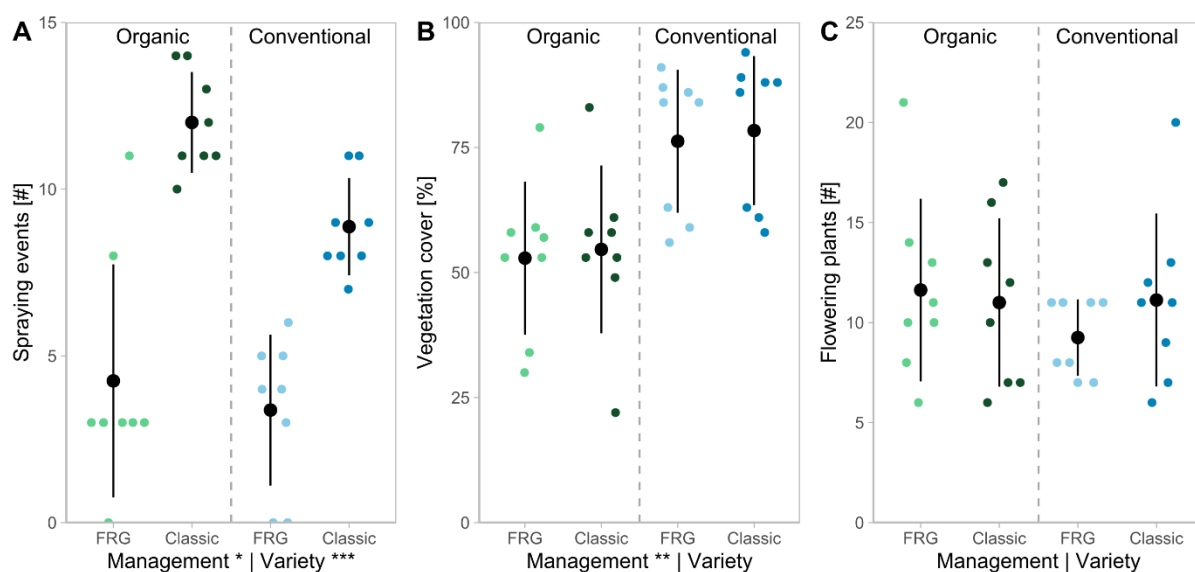 A
Organic Conventional
Spraying events [#]
15
10
5
0
FRG Classic FRG Classic
Management * | Variety ***
B
Organic Conventional
Vegetation cover [%]
100
75
50
25
0
FRG Classic FRG Classic
Management ** | Variety
C
Organic Conventional
Flowering plants [#]
25
20
15
10
5
0
FRG Classic FRG Classic
Management | Variety